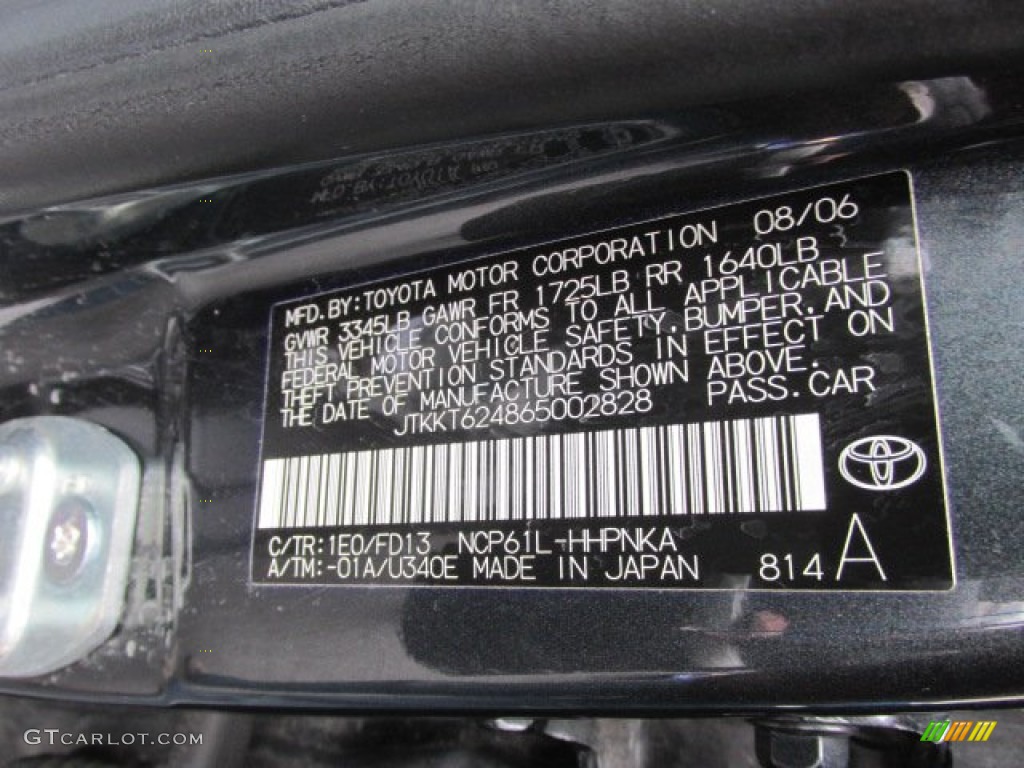 MFD.BY:TOYOTA MOTOR CORPORATION 08/06
GVWR 3345LB GAWR FR 1725LB RR 1640LB
THIS VEHICLE CONFORMS TO ALL APPLICABLE
FEDERAL MOTOR VEHICLE SAFETY,BUMPER,AND
THEFT PREVENTION STANDARDS IN EFFECT ON
THE DATE OF MANUFACTURE SHOWN ABOVE.
JTKKT624865002828 PASS.CAR
C/TR:1E0/FD13 NCP61L-HHPNKA
A/TM:-01A/U340E MADE IN JAPAN 814 A
GTCARLOT.COM